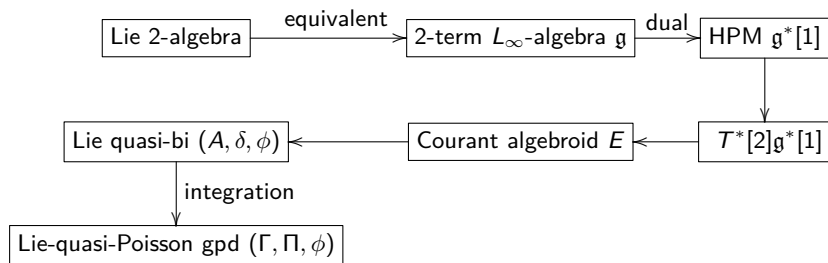 equivalent
dual
Lie 2-algebra
2-term L∞-algebra 𝔤
HPM 𝔤*[1]
Lie quasi-bi (A, δ, ϕ)
Courant algebroid E
T*[2]𝔤*[1]
integration
Lie-quasi-Poisson gpd (Γ, Π, ϕ)